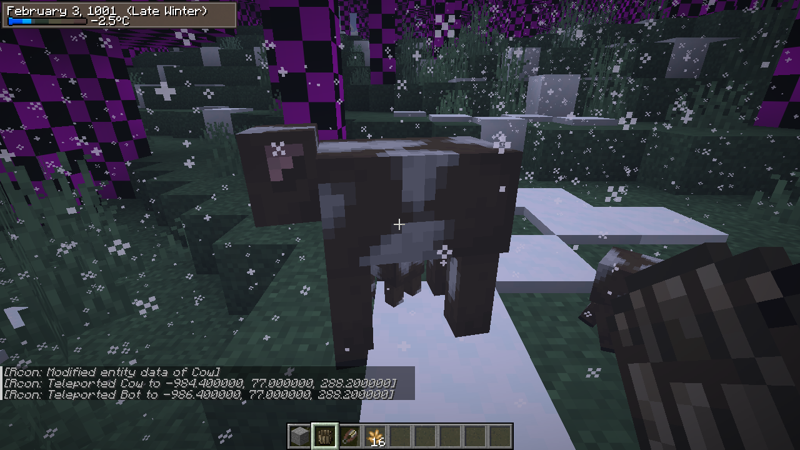 February 3, 1001 (Late Winter)
-2.5°C
[Rcon: Modified entity data of Cow]
[Rcon: Teleported Cow to -984.400000, 77.000000, 288.200000]
[Rcon: Teleported Bot to -986.400000, 77.000000, 288.200000]
16